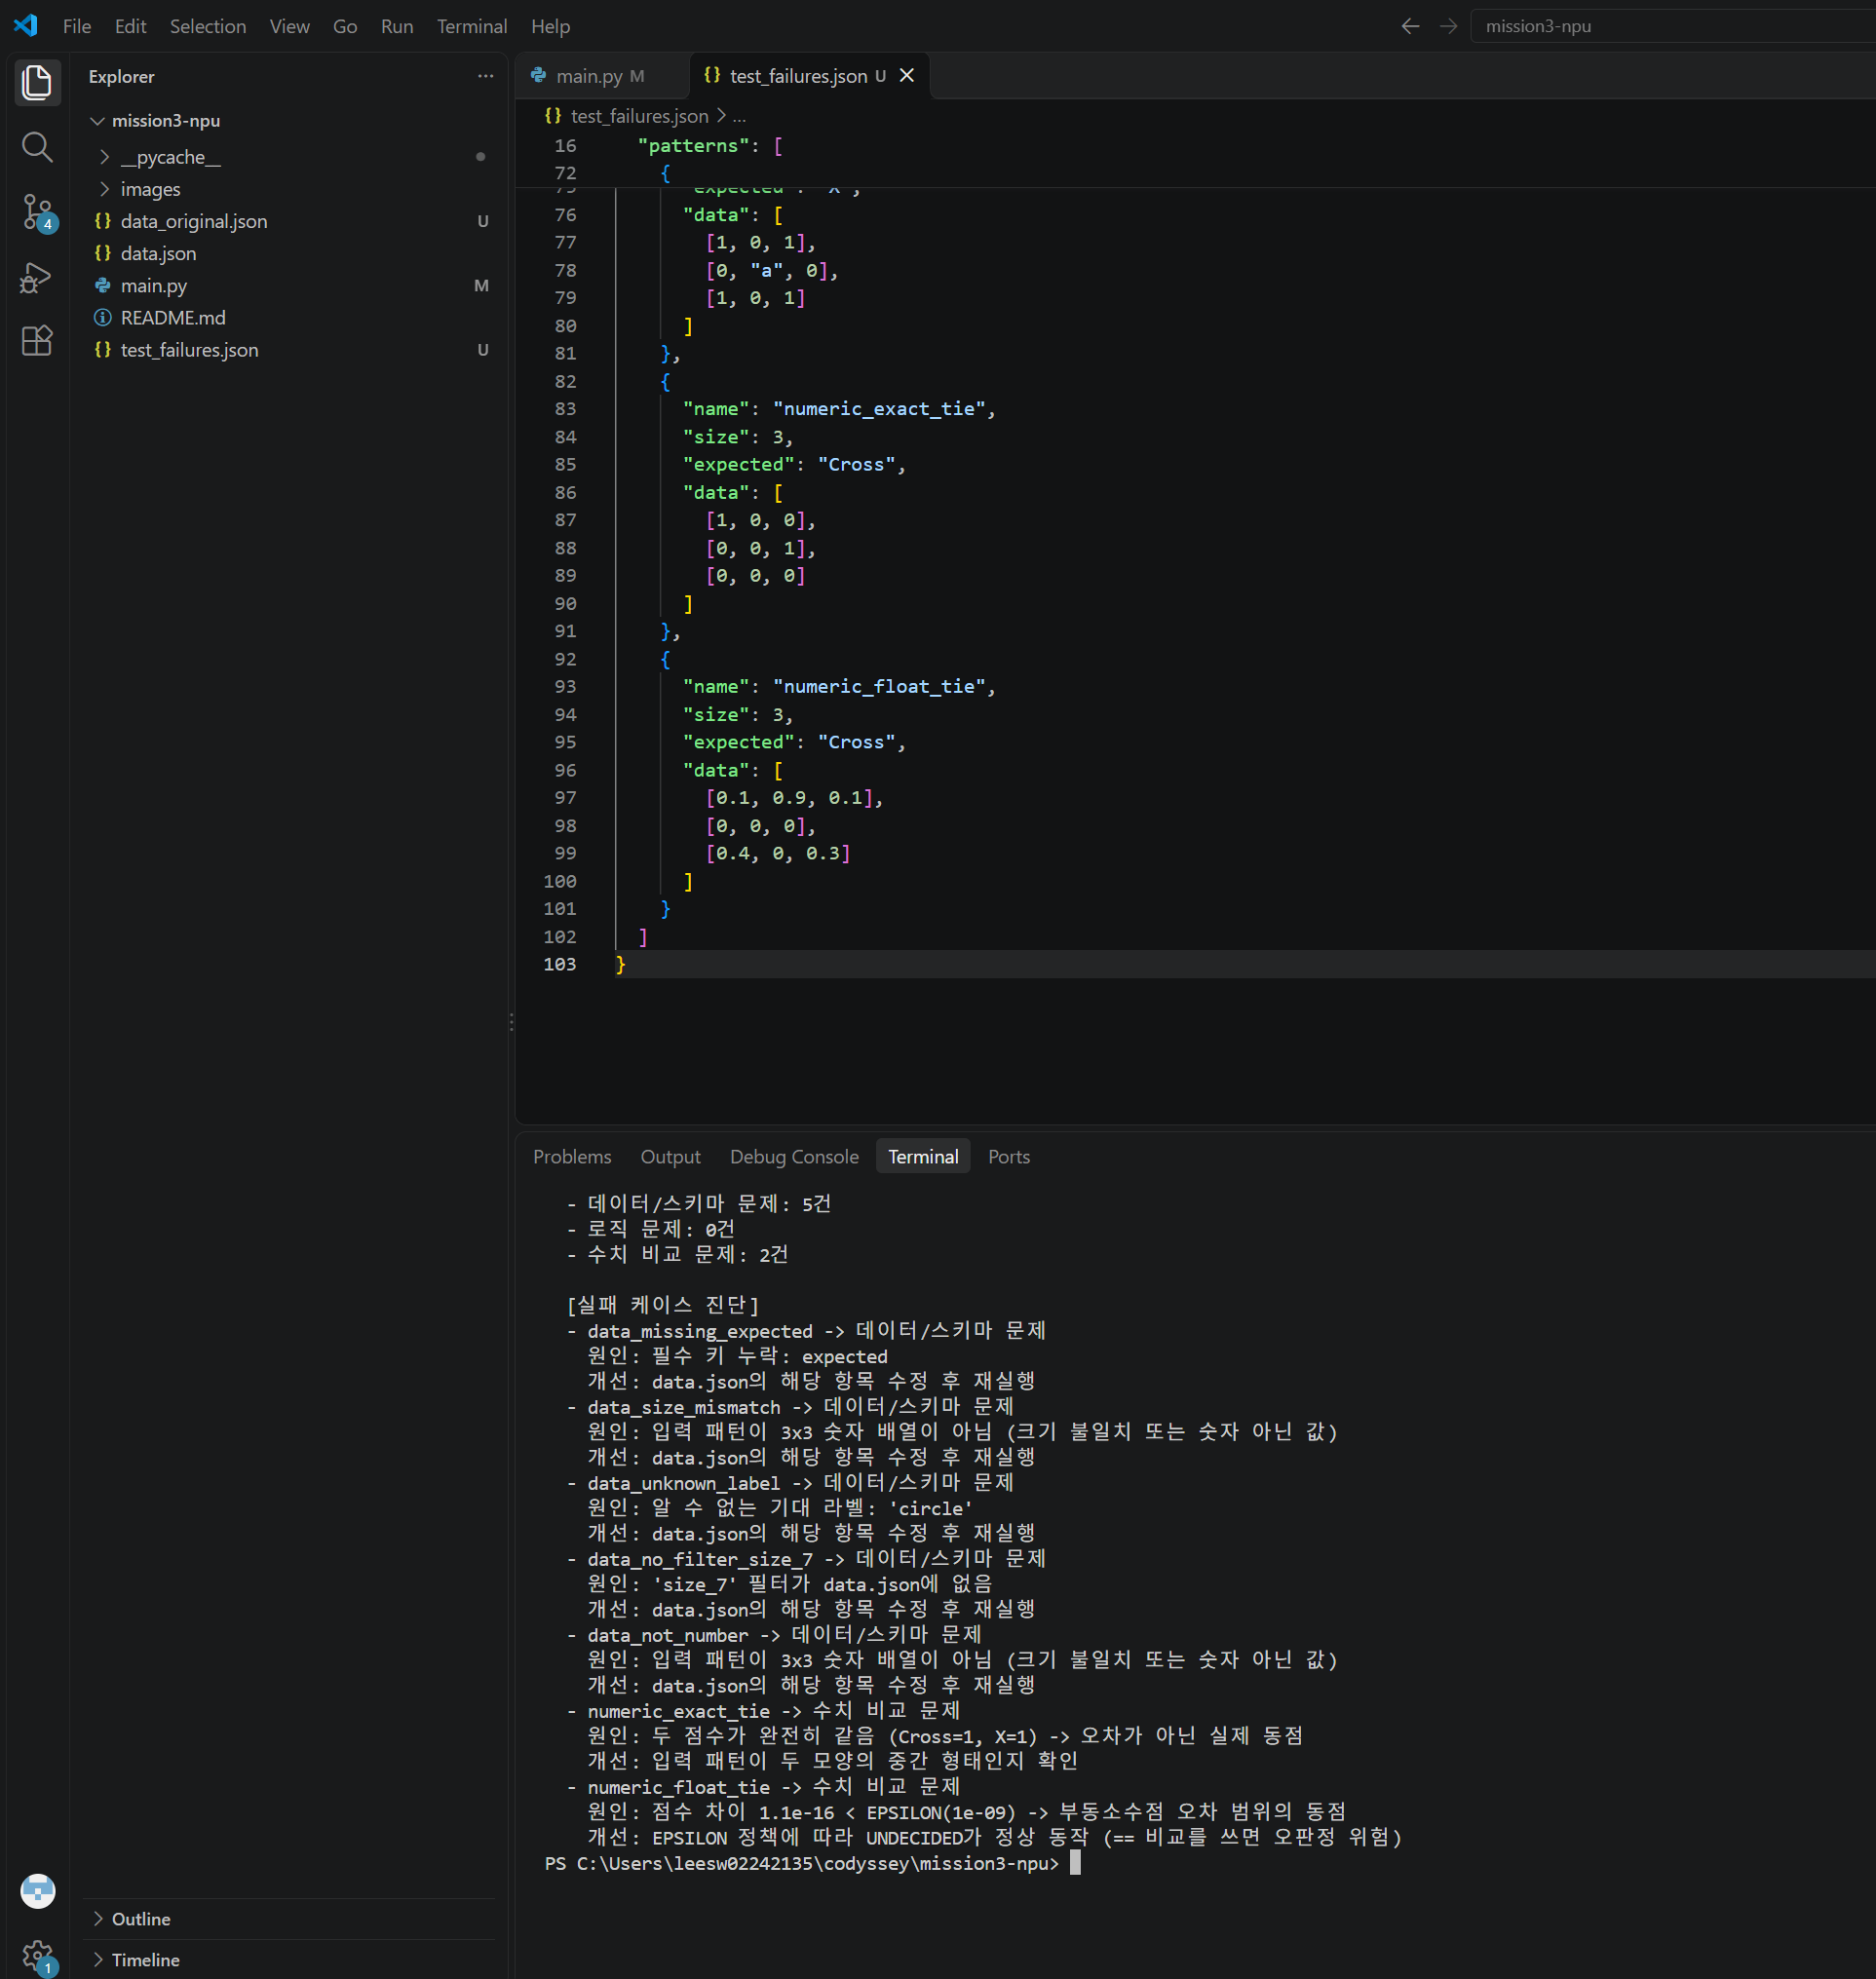 File Edit Selection View Go Run Terminal Help
mission3-npu
Explorer
mission3-npu
__pycache__
images
data_original.json U
data.json
main.py M
README.md
test_failures.json U
4
Outline
Timeline
1
main.py M
test_failures.json U
test_failures.json > ...
16 "patterns": [
72 {
75 "expected": "X",
76 "data": [
77 [1, 0, 1],
78 [0, "a", 0],
79 [1, 0, 1]
80 ]
81 },
82 {
83 "name": "numeric_exact_tie",
84 "size": 3,
85 "expected": "Cross",
86 "data": [
87 [1, 0, 0],
88 [0, 0, 1],
89 [0, 0, 0]
90 ]
91 },
92 {
93 "name": "numeric_float_tie",
94 "size": 3,
95 "expected": "Cross",
96 "data": [
97 [0.1, 0.9, 0.1],
98 [0, 0, 0],
99 [0.4, 0, 0.3]
100 ]
101 }
102 ]
103 }
Problems Output Debug Console Terminal Ports
- 데이터/스키마 문제: 5건
- 로직 문제: 0건
- 수치 비교 문제: 2건
[실패 케이스 진단]
- data_missing_expected -> 데이터/스키마 문제
원인: 필수 키 누락: expected
개선: data.json의 해당 항목 수정 후 재실행
- data_size_mismatch -> 데이터/스키마 문제
원인: 입력 패턴이 3x3 숫자 배열이 아님 (크기 불일치 또는 숫자 아닌 값)
개선: data.json의 해당 항목 수정 후 재실행
- data_unknown_label -> 데이터/스키마 문제
원인: 알 수 없는 기대 라벨: 'circle'
개선: data.json의 해당 항목 수정 후 재실행
- data_no_filter_size_7 -> 데이터/스키마 문제
원인: 'size_7' 필터가 data.json에 없음
개선: data.json의 해당 항목 수정 후 재실행
- data_not_number -> 데이터/스키마 문제
원인: 입력 패턴이 3x3 숫자 배열이 아님 (크기 불일치 또는 숫자 아닌 값)
개선: data.json의 해당 항목 수정 후 재실행
- numeric_exact_tie -> 수치 비교 문제
원인: 두 점수가 완전히 같음 (Cross=1, X=1) -> 오차가 아닌 실제 동점
개선: 입력 패턴이 두 모양의 중간 형태인지 확인
- numeric_float_tie -> 수치 비교 문제
원인: 점수 차이 1.1e-16 < EPSILON(1e-09) -> 부동소수점 오차 범위의 동점
개선: EPSILON 정책에 따라 UNDECIDED가 정상 동작 (== 비교를 쓰면 오판정 위험)
PS C:\Users\leesw02242135\codyssey\mission3-npu>